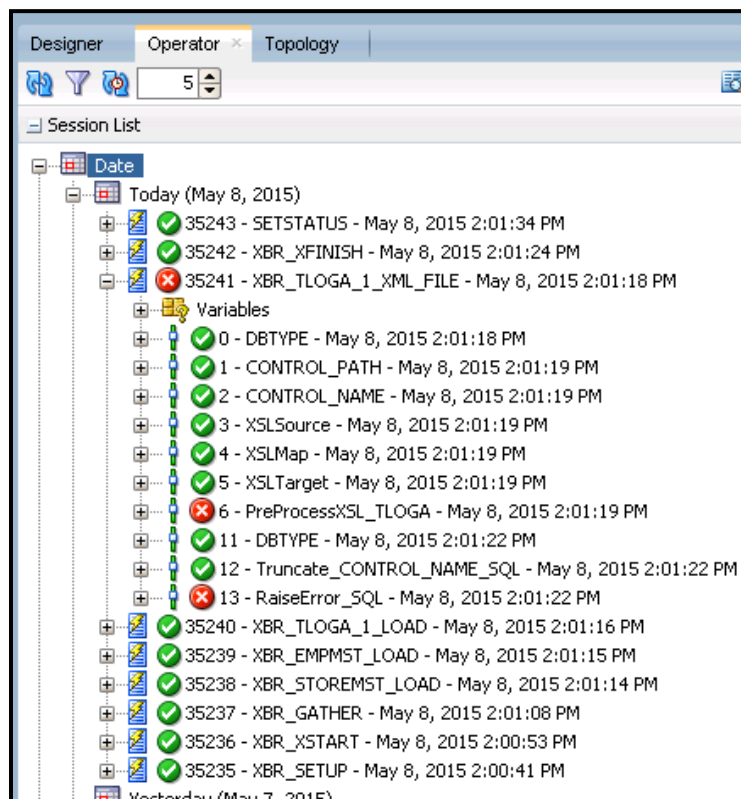 Designer Operator Topology
5
Session List
Date
Today (May 8, 2015)
35243 - SETSTATUS - May 8, 2015 2:01:34 PM
35242 - XBR_XFINISH - May 8, 2015 2:01:24 PM
35241 - XBR_TLOGA_1_XML_FILE - May 8, 2015 2:01:18 PM
Variables
0 - DBTYPE - May 8, 2015 2:01:18 PM
1 - CONTROL_PATH - May 8, 2015 2:01:19 PM
2 - CONTROL_NAME - May 8, 2015 2:01:19 PM
3 - XSLSource - May 8, 2015 2:01:19 PM
4 - XSLMap - May 8, 2015 2:01:19 PM
5 - XSLTarget - May 8, 2015 2:01:19 PM
6 - PreProcessXSL_TLOGA - May 8, 2015 2:01:19 PM
11 - DBTYPE - May 8, 2015 2:01:22 PM
12 - Truncate_CONTROL_NAME_SQL - May 8, 2015 2:01:22 PM
13 - RaiseError_SQL - May 8, 2015 2:01:22 PM
35240 - XBR_TLOGA_1_LOAD - May 8, 2015 2:01:16 PM
35239 - XBR_EMPMST_LOAD - May 8, 2015 2:01:15 PM
35238 - XBR_STOREMST_LOAD - May 8, 2015 2:01:14 PM
35237 - XBR_GATHER - May 8, 2015 2:01:08 PM
35236 - XBR_XSTART - May 8, 2015 2:00:53 PM
35235 - XBR_SETUP - May 8, 2015 2:00:41 PM
Yesterday (May 7, 2015)